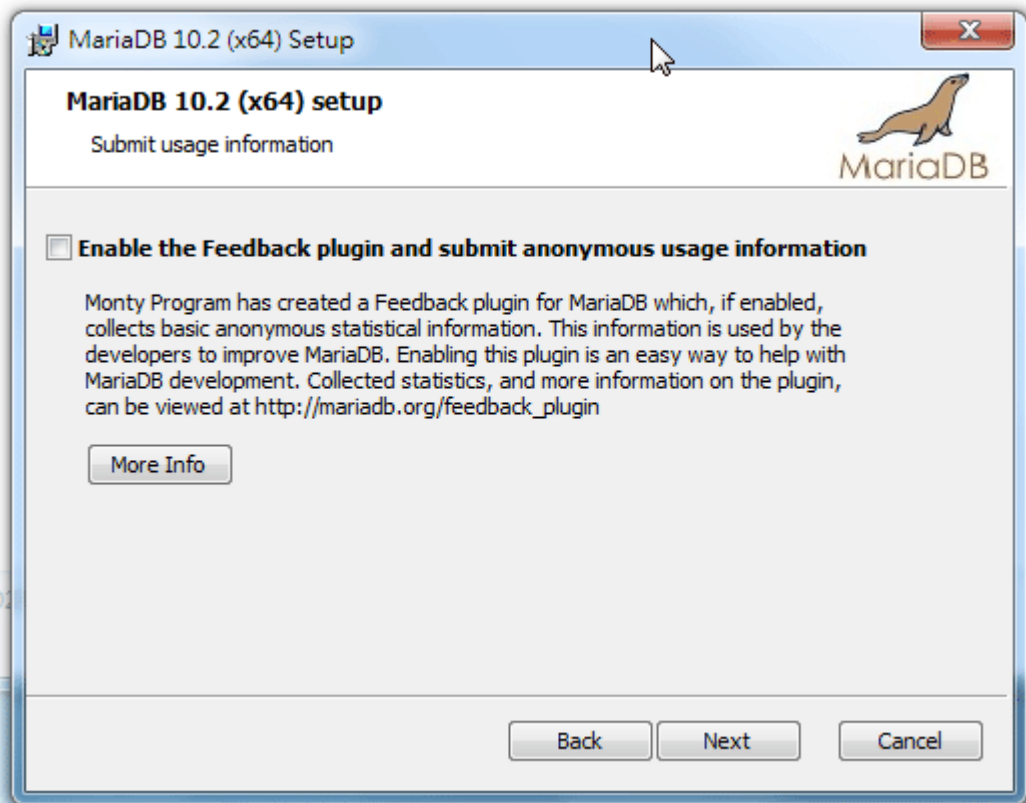 MariaDB 10.2 (x64) Setup
MariaDB 10.2 (x64) setup
Submit usage information
MariaDB
Enable the Feedback plugin and submit anonymous usage information
Monty Program has created a Feedback plugin for MariaDB which, if enabled,
collects basic anonymous statistical information. This information is used by the
developers to improve MariaDB. Enabling this plugin is an easy way to help with
MariaDB development. Collected statistics, and more information on the plugin,
can be viewed at http://mariadb.org/feedback_plugin
More Info
Back Next Cancel